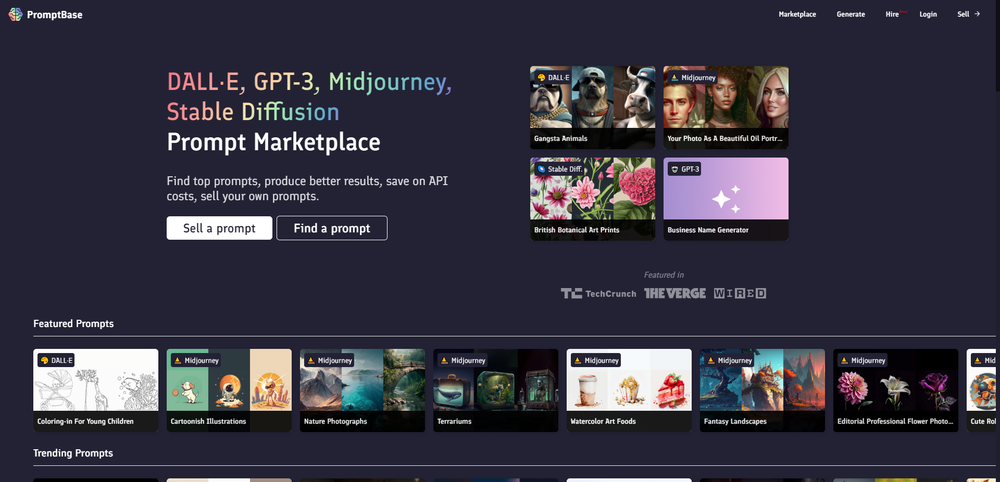 PromptBase
Marketplace
Generate
Hire New!
Login
Sell →
DALL·E, GPT-3, Midjourney,
Stable Diffusion
Prompt Marketplace
Find top prompts, produce better results, save on API
costs, sell your own prompts.
Sell a prompt
Find a prompt
DALL·E
Gangsta Animals
Midjourney
Your Photo As A Beautiful Oil Portr...
Stable Diff.
British Botanical Art Prints
GPT-3
Business Name Generator
Featured in
TC TechCrunch
THE VERGE
WIRED
Featured Prompts
DALL·E
Coloring-in For Young Children
Midjourney
Cartoonish Illustrations
Midjourney
Nature Photographs
Midjourney
Terrariums
Midjourney
Watercolor Art Foods
Midjourney
Fantasy Landscapes
Midjourney
Editorial Professional Flower Photo...
Mid
Cute Ro
Trending Prompts